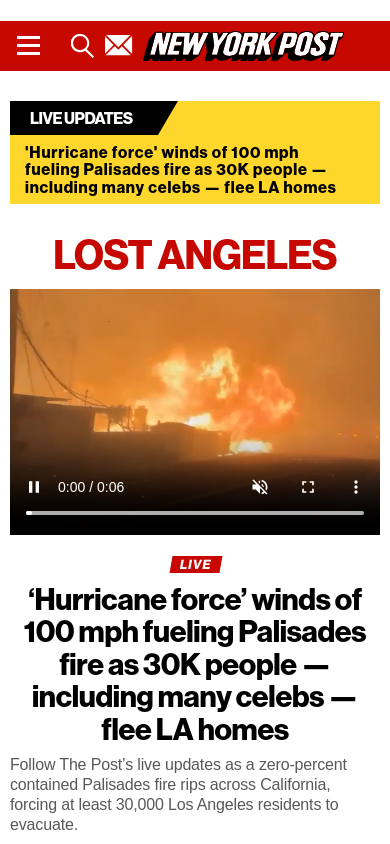 NEW YORK POST
LIVE UPDATES
'Hurricane force' winds of 100 mph
fueling Palisades fire as 30K people —
including many celebs — flee LA homes
LOST ANGELES
0:00 / 0:06
LIVE
‘Hurricane force’ winds of
100 mph fueling Palisades
fire as 30K people —
including many celebs —
flee LA homes
Follow The Post’s live updates as a zero-percent
contained Palisades fire rips across California,
forcing at least 30,000 Los Angeles residents to
evacuate.